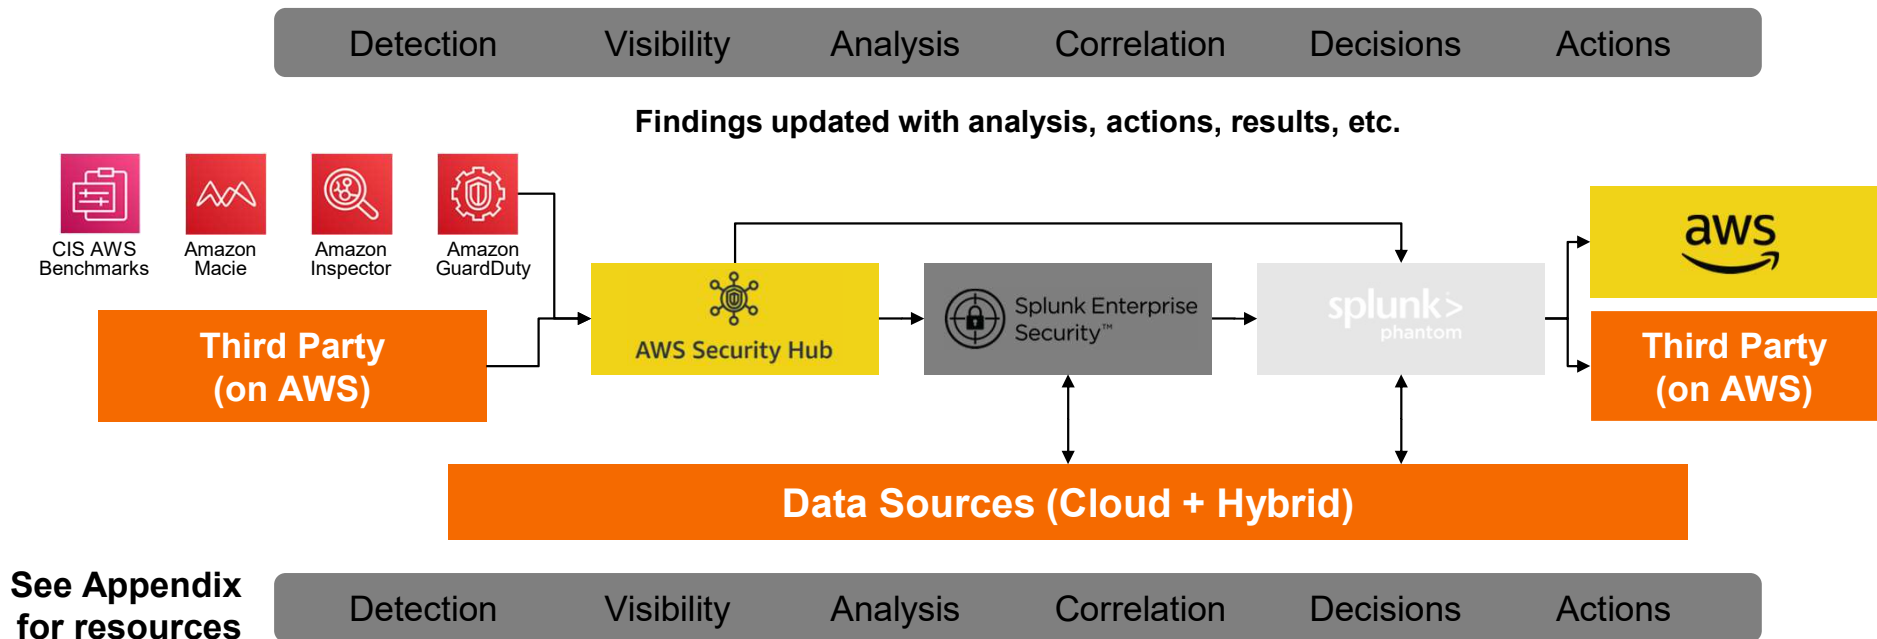 Detection Visibility Analysis Correlation Decisions Actions
Findings updated with analysis, actions, results, etc.
CIS AWS
Benchmarks
Amazon
Macie
Amazon
Inspector
Amazon
GuardDuty
Third Party
(on AWS)
AWS Security Hub
Splunk Enterprise
Security™
splunk>
phantom
aws
Third Party
(on AWS)
Data Sources (Cloud + Hybrid)
See Appendix
for resources
Detection Visibility Analysis Correlation Decisions Actions